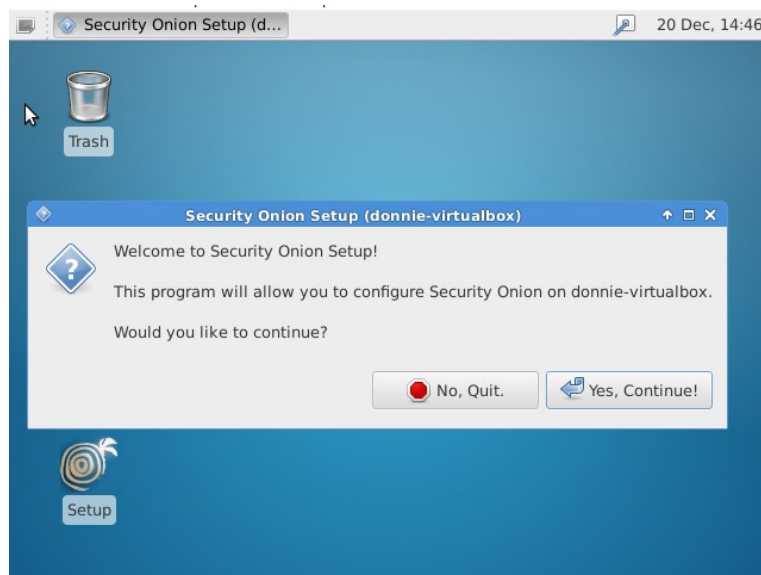 Security Onion Setup (d...
20 Dec, 14:46
Trash
Security Onion Setup (donnie-virtualbox)
Welcome to Security Onion Setup!
This program will allow you to configure Security Onion on donnie-virtualbox.
Would you like to continue?
No, Quit.
Yes, Continue!
Setup